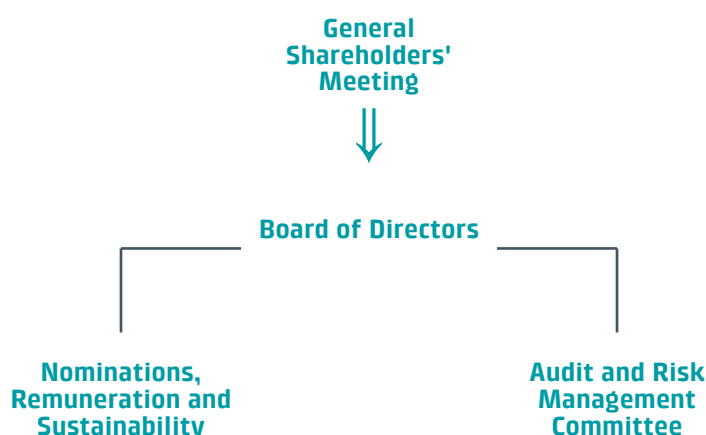 General
Shareholders'
Meeting
Board of Directors
Nominations,
Remuneration and
Sustainability
Audit and Risk
Management
Committee